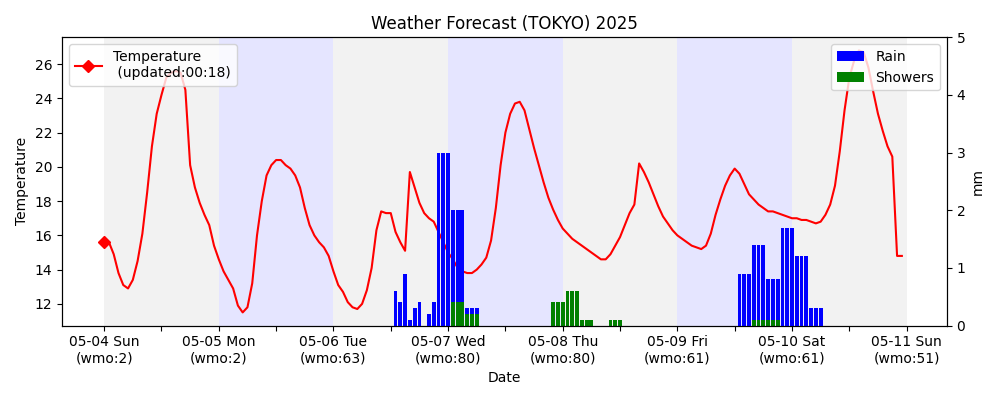 Weather Forecast (TOKYO) 2025
Temperature
(updated:00:18)
Rain
Showers
26
24
22
20
18
16
14
12
Temperature
5
4
3
2
1
0
mm
05-04 Sun
(wmo:2)
05-05 Mon
(wmo:2)
05-06 Tue
(wmo:63)
05-07 Wed
(wmo:80)
05-08 Thu
(wmo:80)
05-09 Fri
(wmo:61)
05-10 Sat
(wmo:61)
05-11 Sun
(wmo:51)
Date